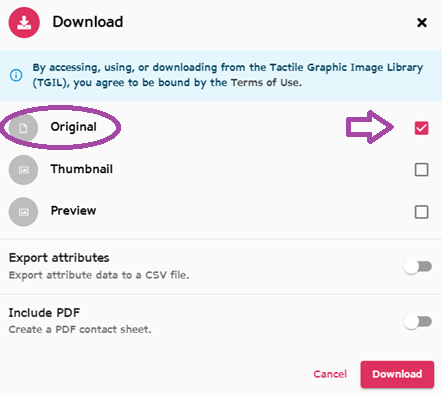 Download
By accessing, using, or downloading from the Tactile Graphic Image Library
(TGIL), you agree to be bound by the Terms of Use.
Original
Thumbnail
Preview
Export attributes
Export attribute data to a CSV file.
Include PDF
Create a PDF contact sheet.
Cancel Download